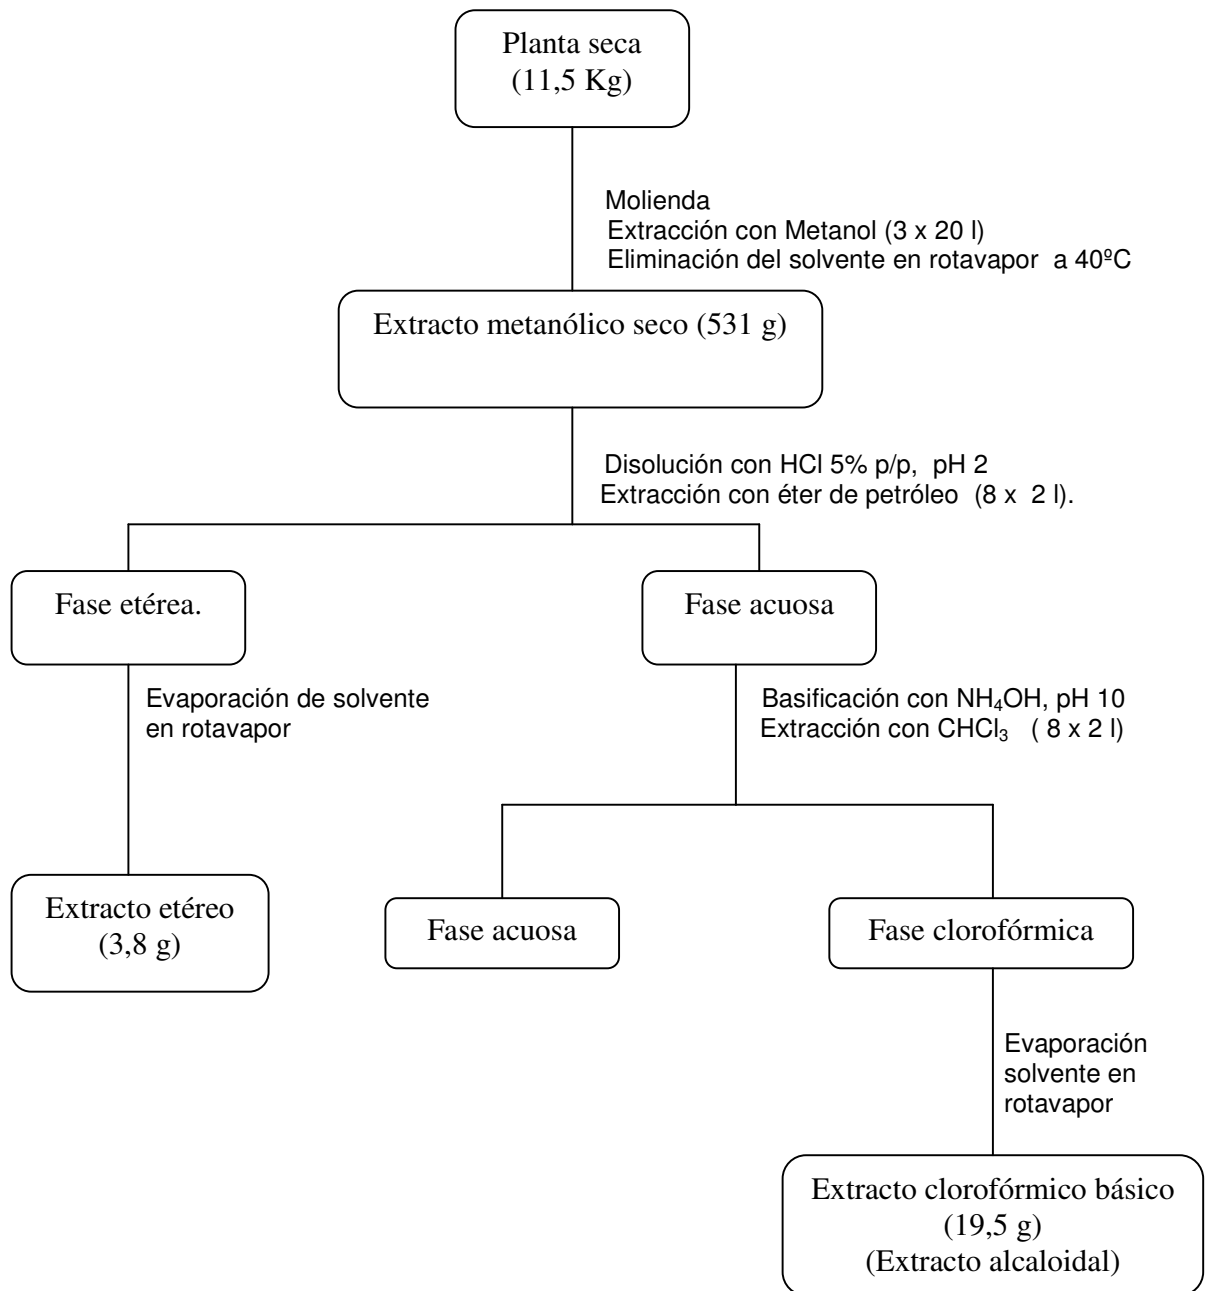 Planta seca
(11,5 Kg)
Molienda
Extracción con Metanol (3 x 20 l)
Eliminación del solvente en rotavapor a 40ºC
Extracto metanólico seco (531 g)
Disolución con HCl 5% p/p, pH 2
Extracción con éter de petróleo (8 x 2 l).
Fase etérea.
Fase acuosa
Evaporación de solvente
en rotavapor
Basificación con NH₄OH, pH 10
Extracción con CHCl₃ ( 8 x 2 l)
Extracto etéreo
(3,8 g)
Fase acuosa
Fase clorofórmica
Evaporación
solvente en
rotavapor
Extracto clorofórmico básico
(19,5 g)
(Extracto alcaloidal)